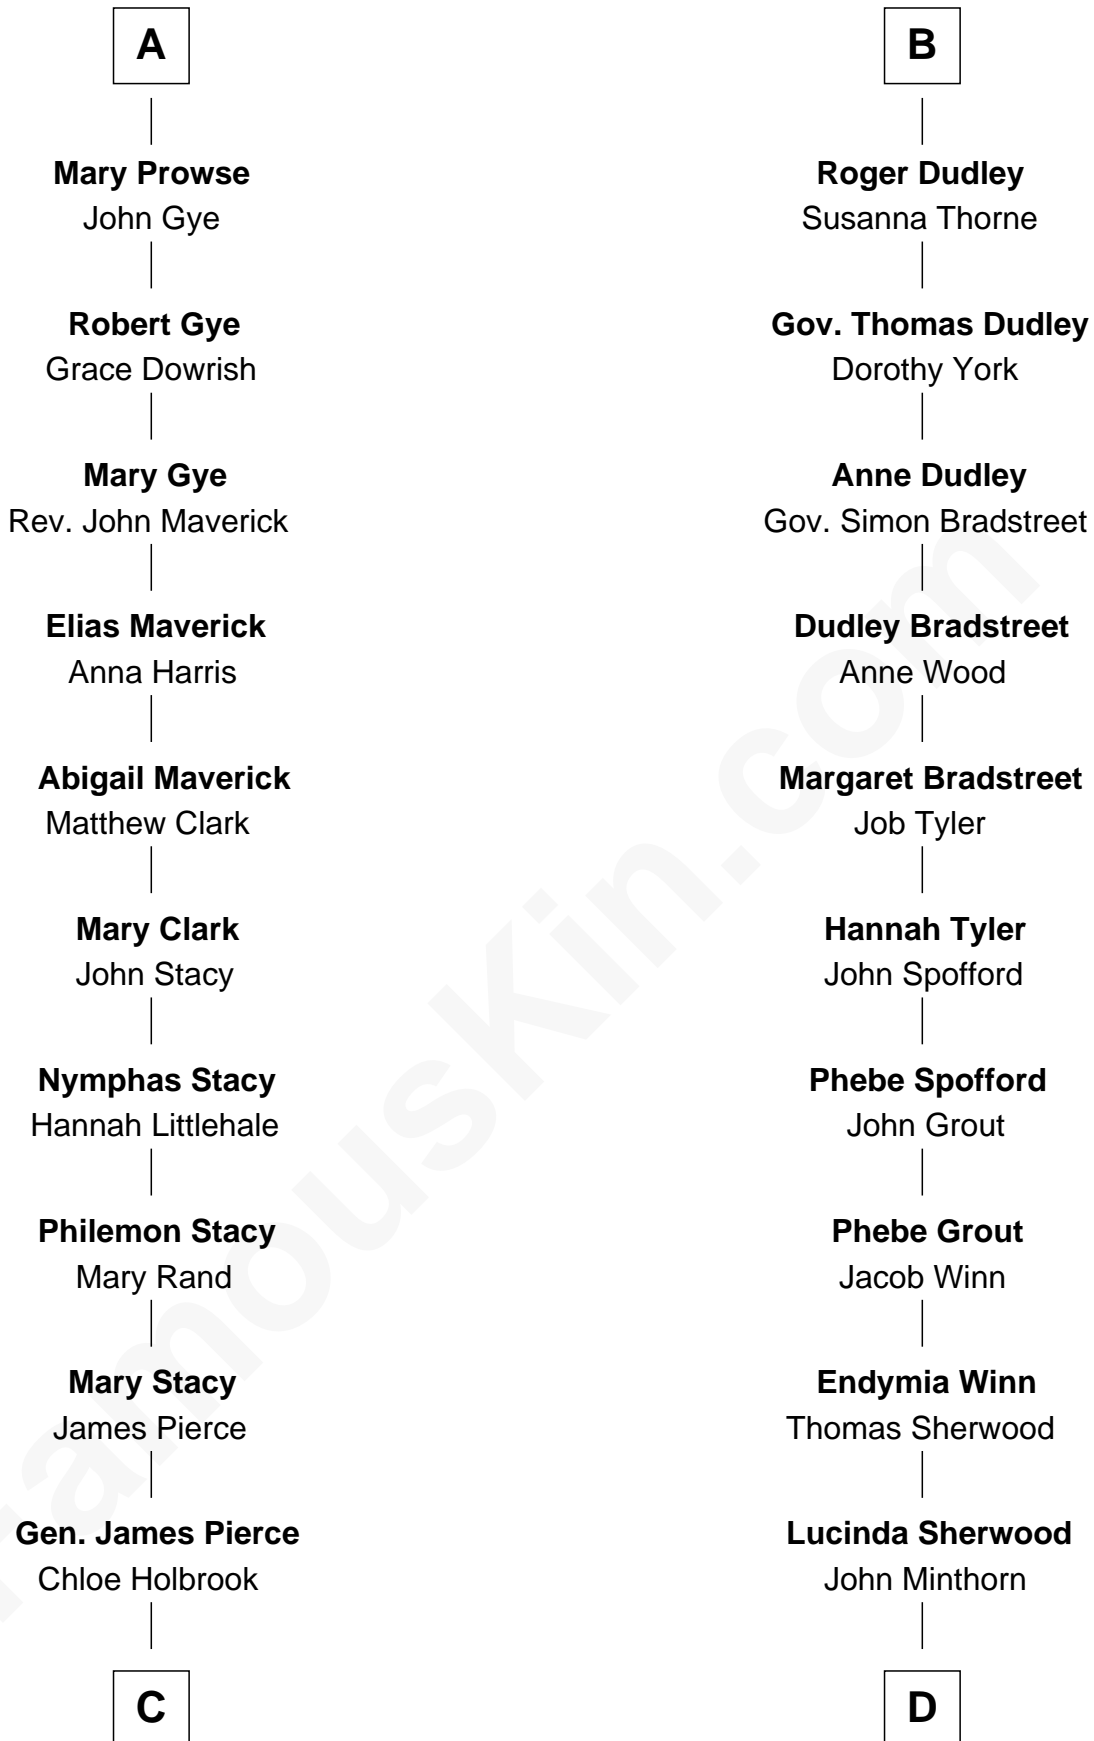 A
Mary Prowse
John Gye
Robert Gye
Grace Dowrish
Mary Gye
Rev. John Maverick
Elias Maverick
Anna Harris
Abigail Maverick
Matthew Clark
Mary Clark
John Stacy
Nymphas Stacy
Hannah Littlehale
Philemon Stacy
Mary Rand
Mary Stacy
James Pierce
Gen. James Pierce
Chloe Holbrook
C
B
Roger Dudley
Susanna Thorne
Gov. Thomas Dudley
Dorothy York
Anne Dudley
Gov. Simon Bradstreet
Dudley Bradstreet
Anne Wood
Margaret Bradstreet
Job Tyler
Hannah Tyler
John Spofford
Phebe Spofford
John Grout
Phebe Grout
Jacob Winn
Endymia Winn
Thomas Sherwood
Lucinda Sherwood
John Minthorn
D
FamousKin.com